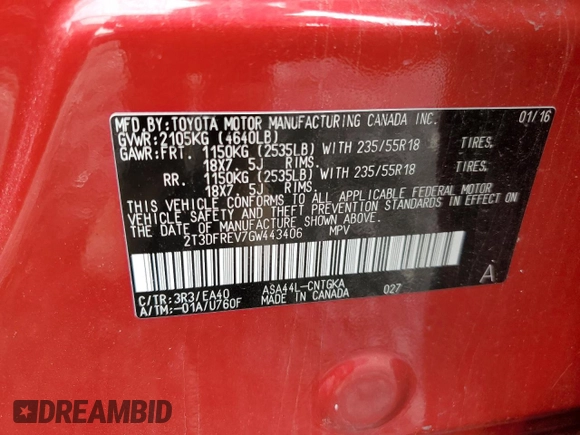 MFD.BY:TOYOTA MOTOR MANUFACTURING CANADA INC. 01/16
GVWR:2105KG (4640LB)
GAWR:FRT. 1150KG (2535LB) WITH 235/55R18 TIRES,
18X7.5J RIMS.
RR. 1150KG (2535LB) WITH 235/55R18 TIRES,
18X7.5J RIMS.
THIS VEHICLE CONFORMS TO ALL APPLICABLE FEDERAL MOTOR
VEHICLE SAFETY AND THEFT PREVENTION STANDARDS IN EFFECT ON
THE DATE OF MANUFACTURE SHOWN ABOVE.
2T3DFREV7GW443406 MPV
A
C/TR:3R3/EA40 ASA44L-CNTGKA
A/TM:-01A/U760F MADE IN CANADA 027
DREAMBID